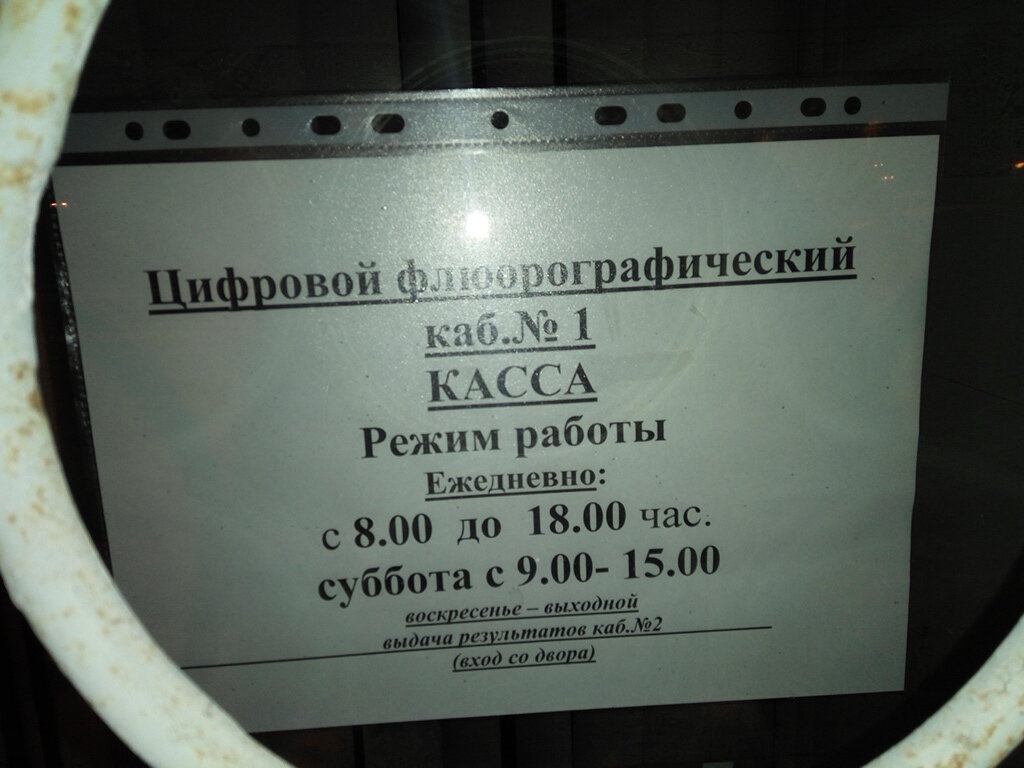 Цифровой флюорографический
каб.№ 1
КАССА
Режим работы
Ежедневно:
с 8.00 до 18.00 час.
суббота с 9.00- 15.00
воскресенье – выходной
выдача результатов каб.№2
(вход со двора)